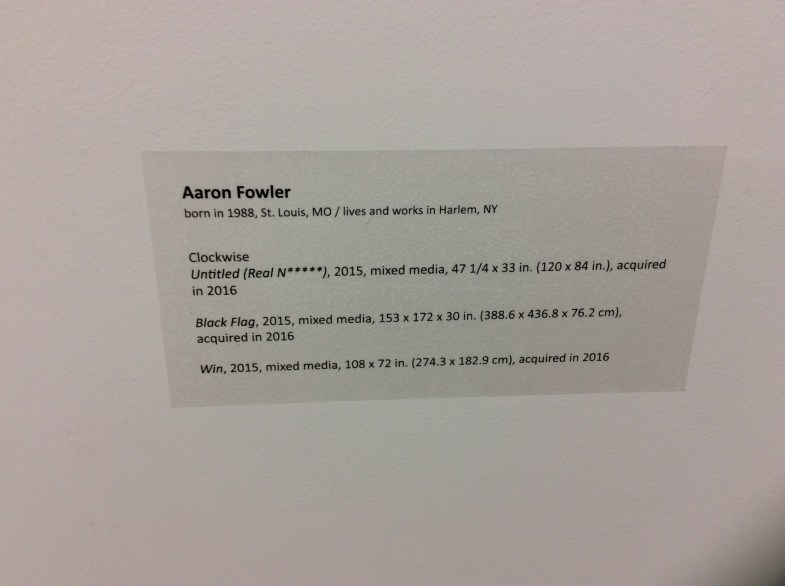 Aaron Fowler
born in 1988, St. Louis, MO / lives and works in Harlem, NY
Clockwise
Untitled (Real N*****), 2015, mixed media, 47 1/4 x 33 in. (120 x 84 in.), acquired
in 2016
Black Flag, 2015, mixed media, 153 x 172 x 30 in. (388.6 x 436.8 x 76.2 cm),
acquired in 2016
Win, 2015, mixed media, 108 x 72 in. (274.3 x 182.9 cm), acquired in 2016